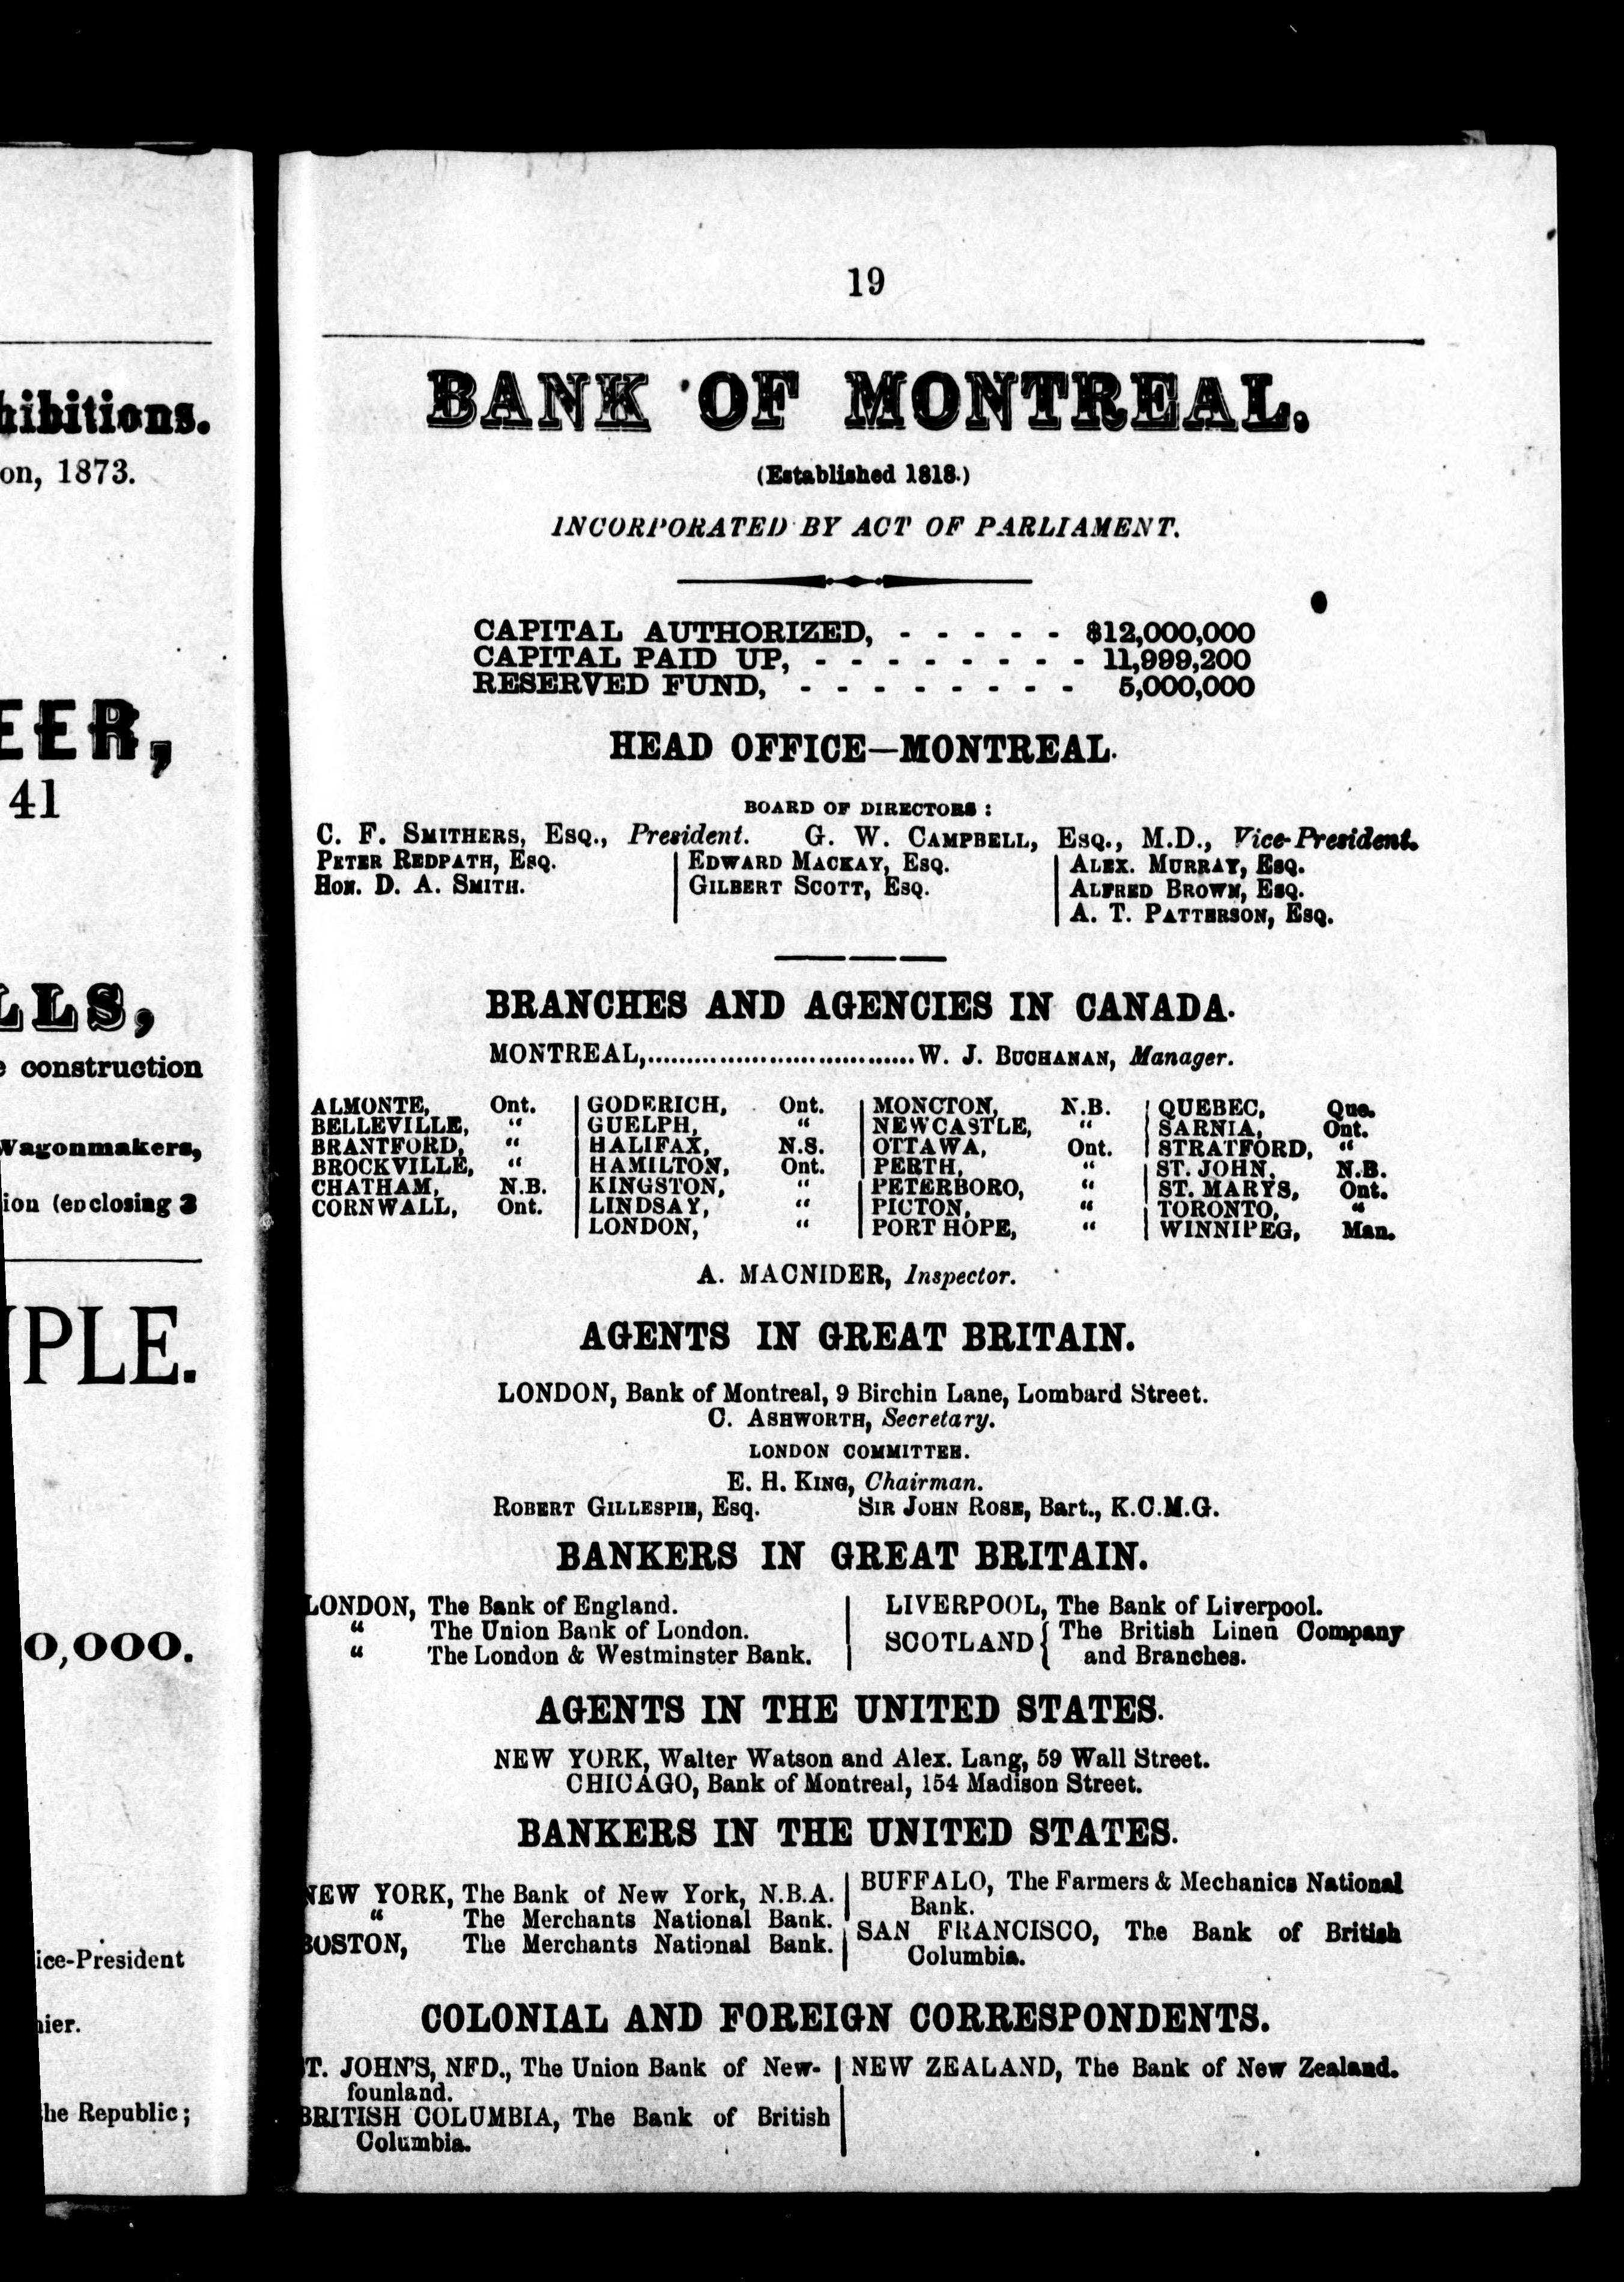 hibitions.
on, 1873.
EER,
41
LLS,
construction
Wagonmakers,
ion (enclosing 3
PLE.
0,000.
ice-President
ier.
he Republic;
19
BANK OF MONTREAL.
(Established 1818.)
INCORPORATED BY ACT OF PARLIAMENT.
CAPITAL AUTHORIZED, - - - - - $12,000,000
CAPITAL PAID UP, - - - - - - - - 11,999,200
RESERVED FUND, - - - - - - - - 5,000,000
HEAD OFFICE—MONTREAL.
BOARD OF DIRECTORS:
C. F. SMITHERS, ESQ., President. G. W. CAMPBELL, ESQ., M.D., Vice-President.
PETER REDPATH, ESQ. | EDWARD MACKAY, ESQ. | ALEX. MURRAY, ESQ.
HON. D. A. SMITH. | GILBERT SCOTT, ESQ. | ALFRED BROWN, ESQ.
| A. T. PATTERSON, ESQ.
BRANCHES AND AGENCIES IN CANADA.
MONTREAL,................................W. J. BUCHANAN, Manager.
ALMONTE, Ont. | GODERICH, Ont. | MONCTON, N.B. | QUEBEC, Que.
BELLEVILLE, " | GUELPH, " | NEWCASTLE, " | SARNIA, Ont.
BRANTFORD, " | HALIFAX, N.S. | OTTAWA, Ont. | STRATFORD, "
BROCKVILLE, " | HAMILTON, Ont. | PERTH, " | ST. JOHN, N.B.
CHATHAM, N.B. | KINGSTON, " | PETERBORO, " | ST. MARYS, Ont.
CORNWALL, Ont. | LINDSAY, " | PICTON, " | TORONTO, "
| LONDON, " | PORT HOPE, " | WINNIPEG, Man.
A. MACNIDER, Inspector.
AGENTS IN GREAT BRITAIN.
LONDON, Bank of Montreal, 9 Birchin Lane, Lombard Street.
C. ASHWORTH, Secretary.
LONDON COMMITTEE.
E. H. KING, Chairman.
ROBERT GILLESPIE, Esq. SIR JOHN ROSE, Bart., K.C.M.G.
BANKERS IN GREAT BRITAIN.
LONDON, The Bank of England. | LIVERPOOL, The Bank of Liverpool.
" The Union Bank of London. | SCOTLAND { The British Linen Company
" The London & Westminster Bank. | and Branches.
AGENTS IN THE UNITED STATES.
NEW YORK, Walter Watson and Alex. Lang, 59 Wall Street.
CHICAGO, Bank of Montreal, 154 Madison Street.
BANKERS IN THE UNITED STATES.
NEW YORK, The Bank of New York, N.B.A.
" The Merchants National Bank.
BOSTON, The Merchants National Bank.
BUFFALO, The Farmers & Mechanics National
Bank.
SAN FRANCISCO, The Bank of British
Columbia.
COLONIAL AND FOREIGN CORRESPONDENTS.
T. JOHN'S, NFD., The Union Bank of New-
founland.
BRITISH COLUMBIA, The Bank of British
Columbia.
NEW ZEALAND, The Bank of New Zealand.